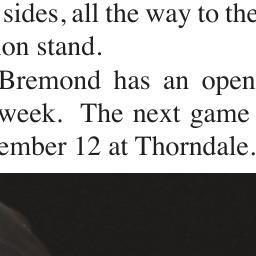 sides, all the way to the
ion stand.
Bremond has an open
week. The next game
ember 12 at Thorndale.